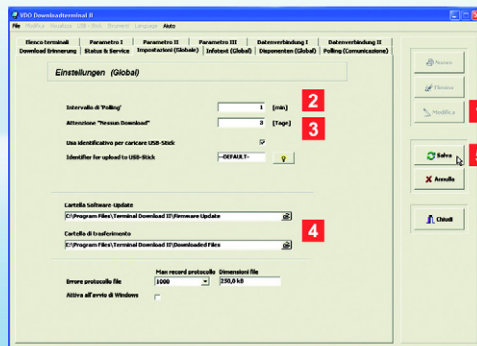 VDO Downloadterminal II
File Modifica Visualizza USB-Stick Strumenti Language Aiuto
Elenco terminali Parametro I Parametro II Parametro III Datenverbindung I Datenverbindung II
Download Erinnerung Status & Service Impostazioni (Globale) Infotext (Global) Disponenten (Global) Polling (Comunicazione)
Einstellungen (Global)
Intervallo di 'Polling' 1 [min] 2
Attenzione "Nessun Download" 3 [Tage] 3
Usa identificativo per caricare USB-Stick
Identifier for upload to USB-Stick --DEFAULT--
Cartella Software-Update
C:\Program Files\Terminal Download II\Firmware Update
4
Cartella di trasferimento
C:\Program Files\Terminal Download II\Downloaded Files
Max record protocollo Dimensioni file
Errore protocollo file 1000 250,0 kB
Attiva all'avvio di Windows
Nuovo
Elimina
Modifica
Salva
Annulla
Chiudi